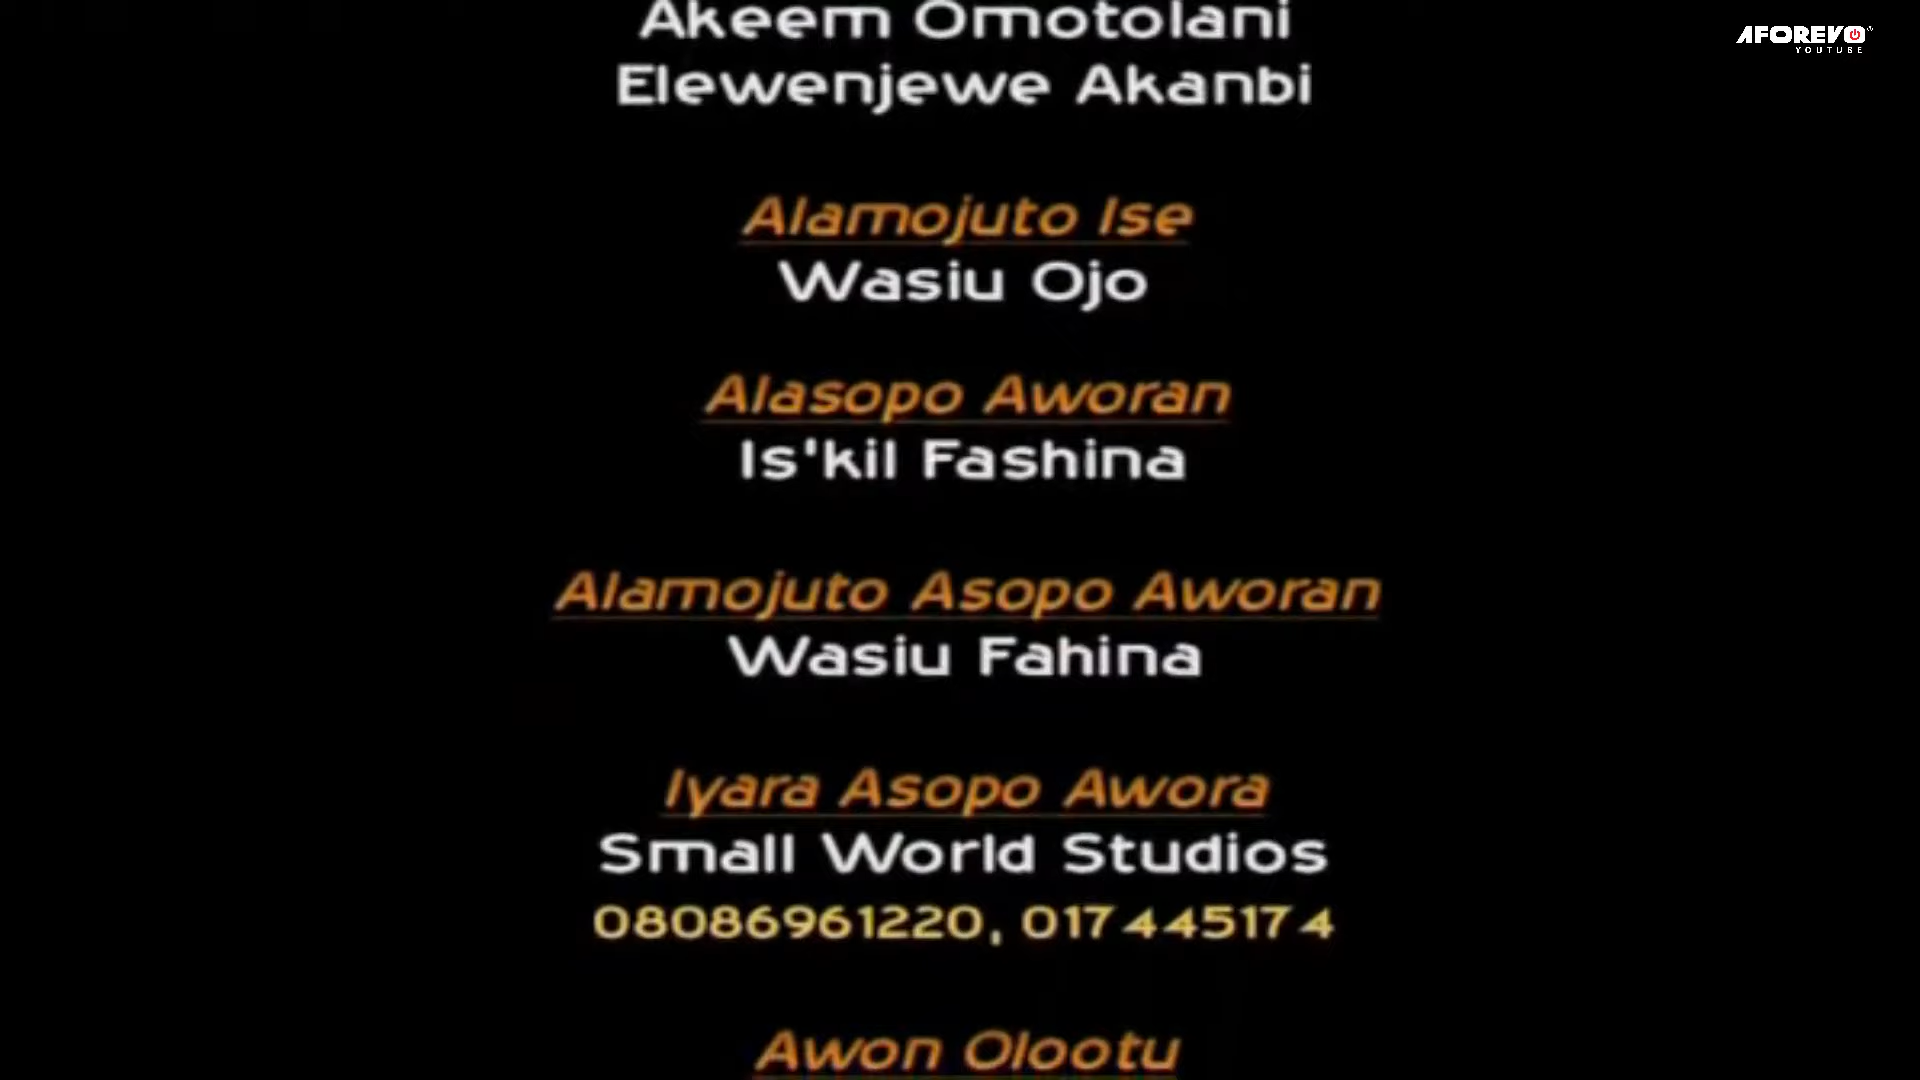 Akeem Omotolani
AFOREVO
YOUTUBE
Elewenjewe Akanbi
Alamojuto Ise
Wasiu Ojo
Alasopo Aworan
Is'kil Fashina
Alamojuto Asopo Aworan
Wasiu Fahina
Iyara Asopo Awora
Small World Studios
08086961220, 017445174
Awon Olootu